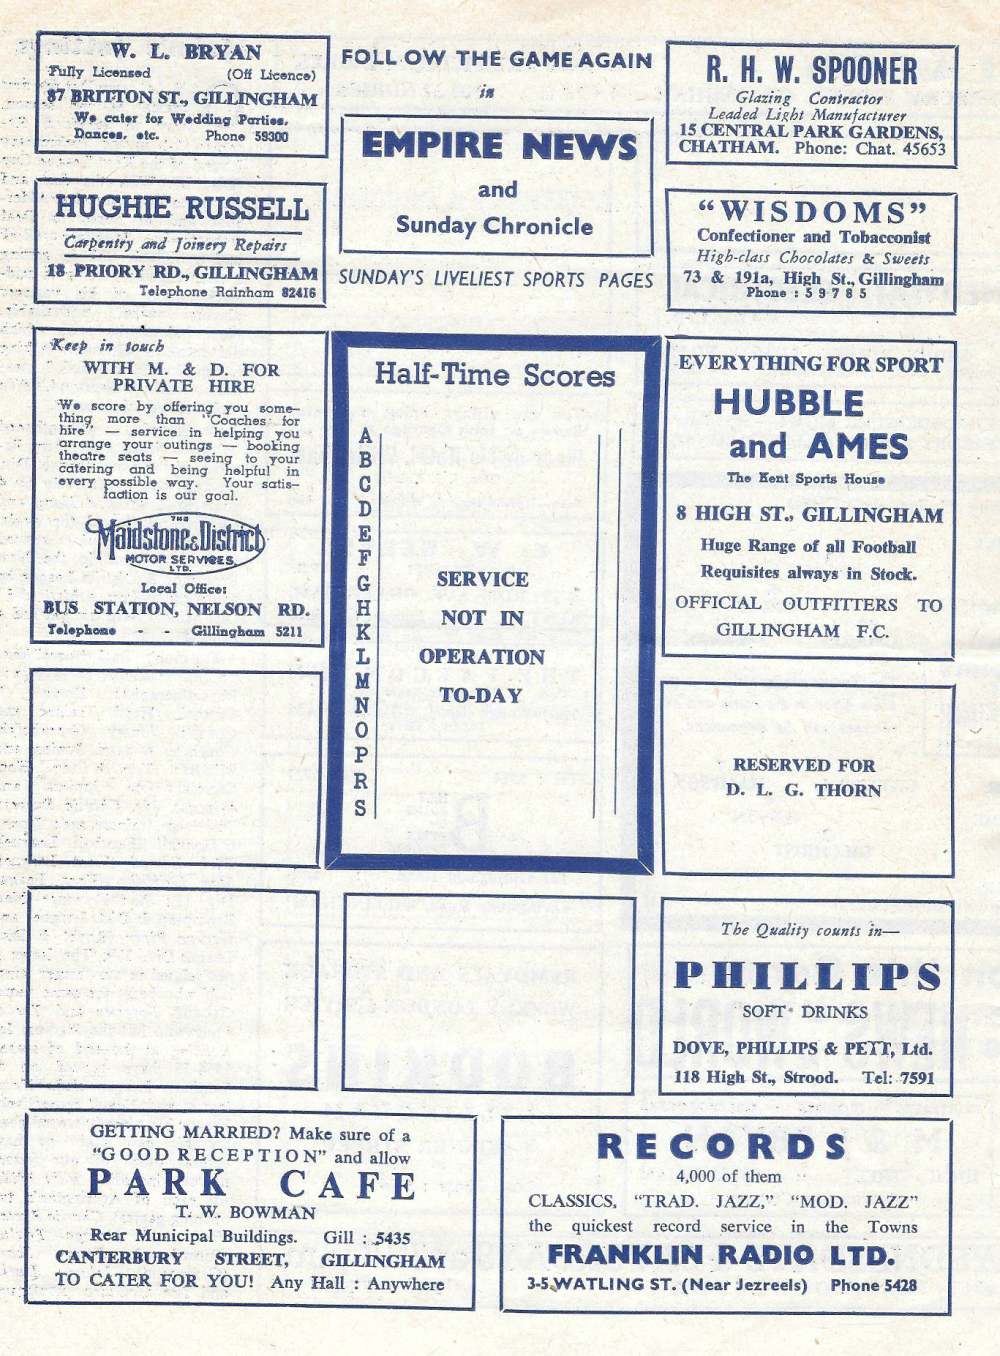 W. L. BRYAN
Fully Licensed (Off Licence)
87 BRITTON ST., GILLINGHAM
We cater for Wedding Parties,
Dances, etc. Phone 59300
HUGHIE RUSSELL
Carpentry and Joinery Repairs
18 PRIORY RD., GILLINGHAM
Telephone Rainham 82416
FOLLOW THE GAME AGAIN
in
EMPIRE NEWS
and
Sunday Chronicle
SUNDAY'S LIVELIEST SPORTS PAGES
R. H. W. SPOONER
Glazing Contractor
Leaded Light Manufacturer
15 CENTRAL PARK GARDENS,
CHATHAM. Phone: Chat. 45653
"WISDOMS"
Confectioner and Tobacconist
High-class Chocolates & Sweets
73 & 191a, High St., Gillingham
Phone : 59785
Keep in touch
WITH M. & D. FOR
PRIVATE HIRE
We score by offering you some-
thing more than "Coaches for
hire" — service in helping you
arrange your outings — booking
theatre seats — seeing to your
catering and being helpful in
every possible way. Your satis-
faction is our goal.
THE
Maidstone & District
MOTOR SERVICES
LTD.
Local Office:
BUS STATION, NELSON RD.
Telephone - - Gillingham 5211
Half-Time Scores
A
B
C
D
E
F
G
H
K
L
M
N
O
P
R
S
SERVICE
NOT IN
OPERATION
TO-DAY
EVERYTHING FOR SPORT
HUBBLE
and AMES
The Kent Sports House
8 HIGH ST., GILLINGHAM
Huge Range of all Football
Requisites always in Stock.
OFFICIAL OUTFITTERS TO
GILLINGHAM F.C.
RESERVED FOR
D. L. G. THORN
The Quality counts in—
PHILLIPS
SOFT DRINKS
DOVE, PHILLIPS & PETT, Ltd.
118 High St., Strood. Tel: 7591
GETTING MARRIED? Make sure of a
"GOOD RECEPTION" and allow
PARK CAFE
T. W. BOWMAN
Rear Municipal Buildings. Gill : 5435
CANTERBURY STREET, GILLINGHAM
TO CATER FOR YOU! Any Hall : Anywhere
RECORDS
4,000 of them
CLASSICS, "TRAD. JAZZ," "MOD. JAZZ"
the quickest record service in the Towns
FRANKLIN RADIO LTD.
3-5, WATLING ST. (Near Jezreels) Phone 5428